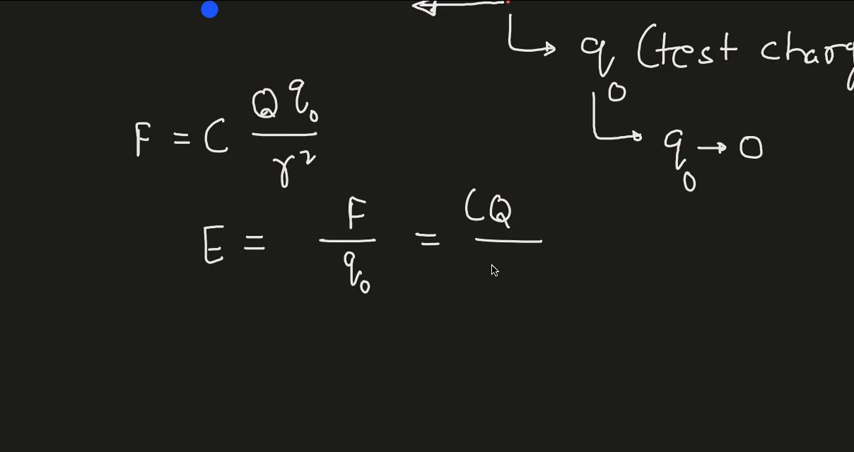 q₀ (test charg
q₀ → 0
F = C Qq₀ / r²
E = F / q₀ = CQ /